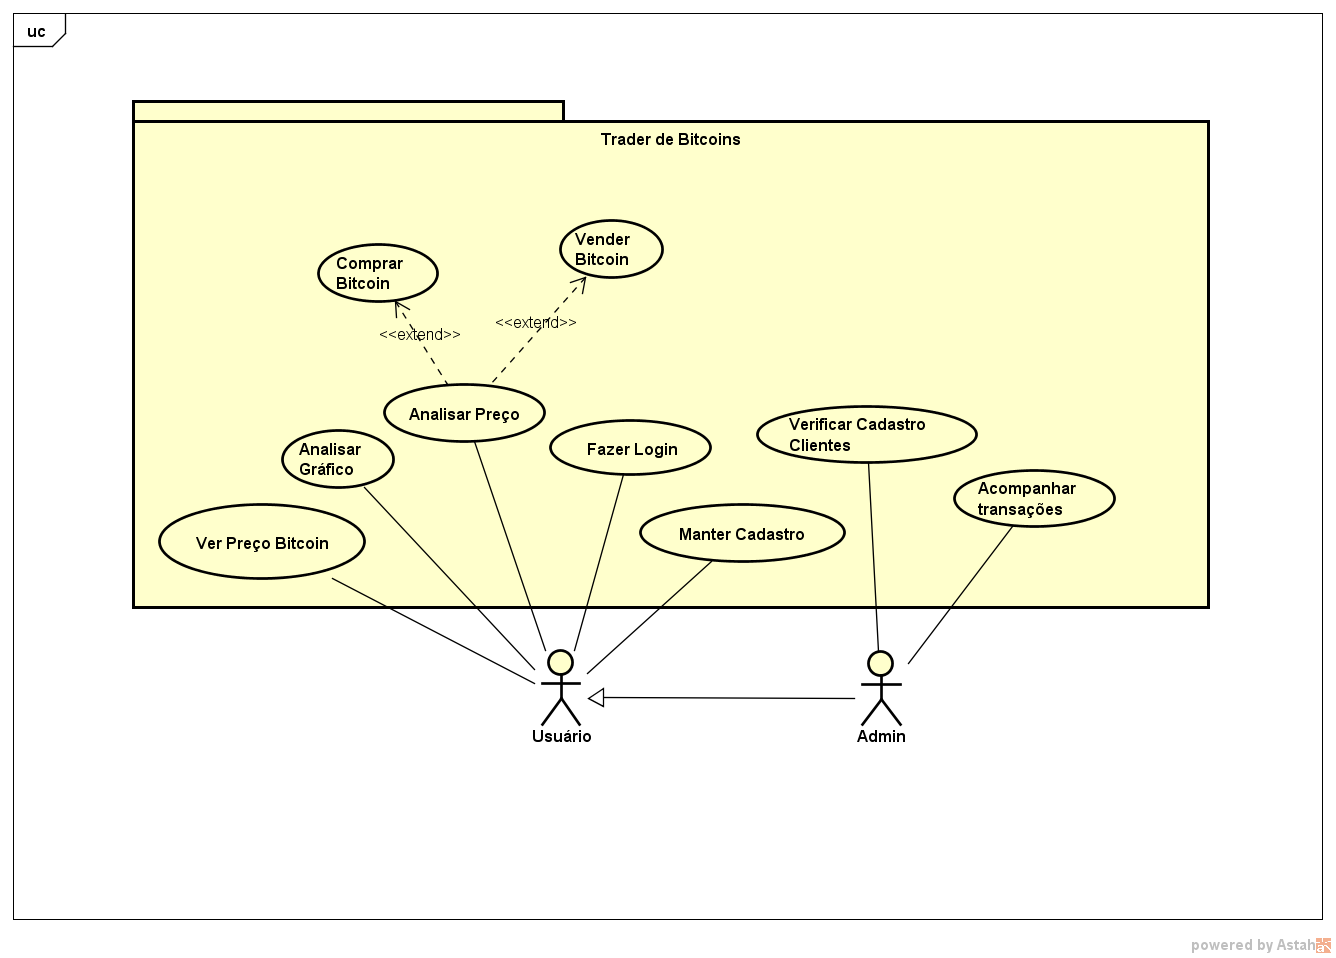 uc
Trader de Bitcoins
Vender
Bitcoin
Comprar
Bitcoin
<<extend>>
<<extend>>
Analisar Preço
Verificar Cadastro
Clientes
Analisar
Gráfico
Fazer Login
Acompanhar
transações
Ver Preço Bitcoin
Manter Cadastro
Usuário
Admin
powered by Astah